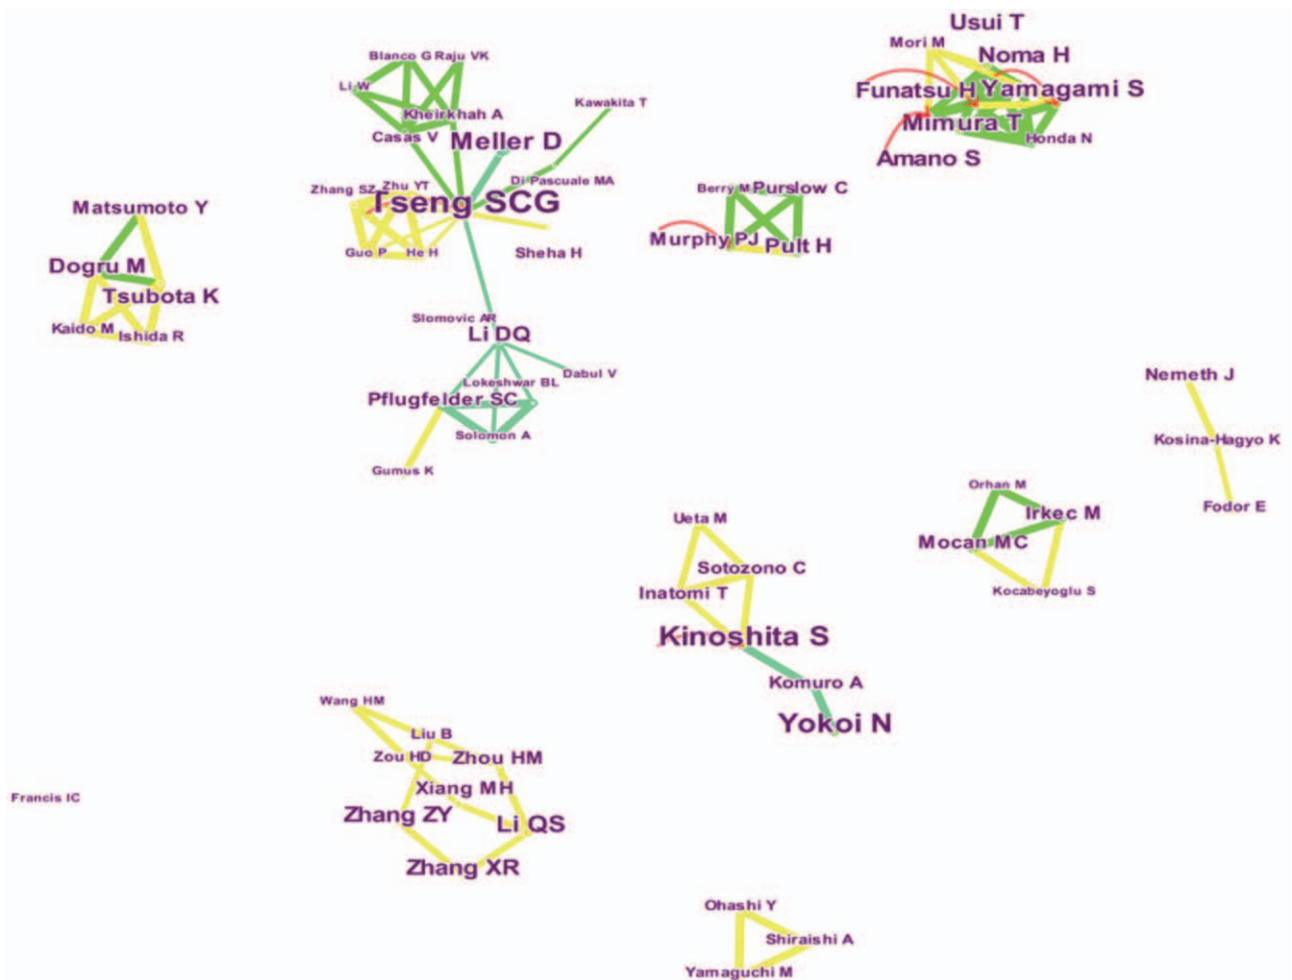 Usui T
Mori M
Noma H
Blanco G
Raju VK
Li W
Funatsu H
Yamagami S
Kawakita T
Kheirkhah A
Mimura T
Casas V
Meller D
Honda N
Amano S
Di Pascuale MA
Zhang SZ
Zhu YT
Berry M
Purslow C
Tseng SCG
Matsumoto Y
Murphy PJ
Pult H
Guo P
He H
Sheha H
Dogru M
Tsubota K
Slomovic AR
Kaido M
Ishida R
Li DQ
Dabul V
Nemeth J
Lokeshwar BL
Pflugfelder SC
Solomon A
Kosina-Hagyo K
Gumus K
Orhan M
Fodor E
Ueta M
Irkec M
Mocan MC
Sotozono C
Inatomi T
Kocabeyoglu S
Kinoshita S
Komuro A
Wang HM
Yokoi N
Liu B
Zou HD
Zhou HM
Xiang MH
Francis IC
Zhang ZY
Li QS
Zhang XR
Ohashi Y
Shiraishi A
Yamaguchi M